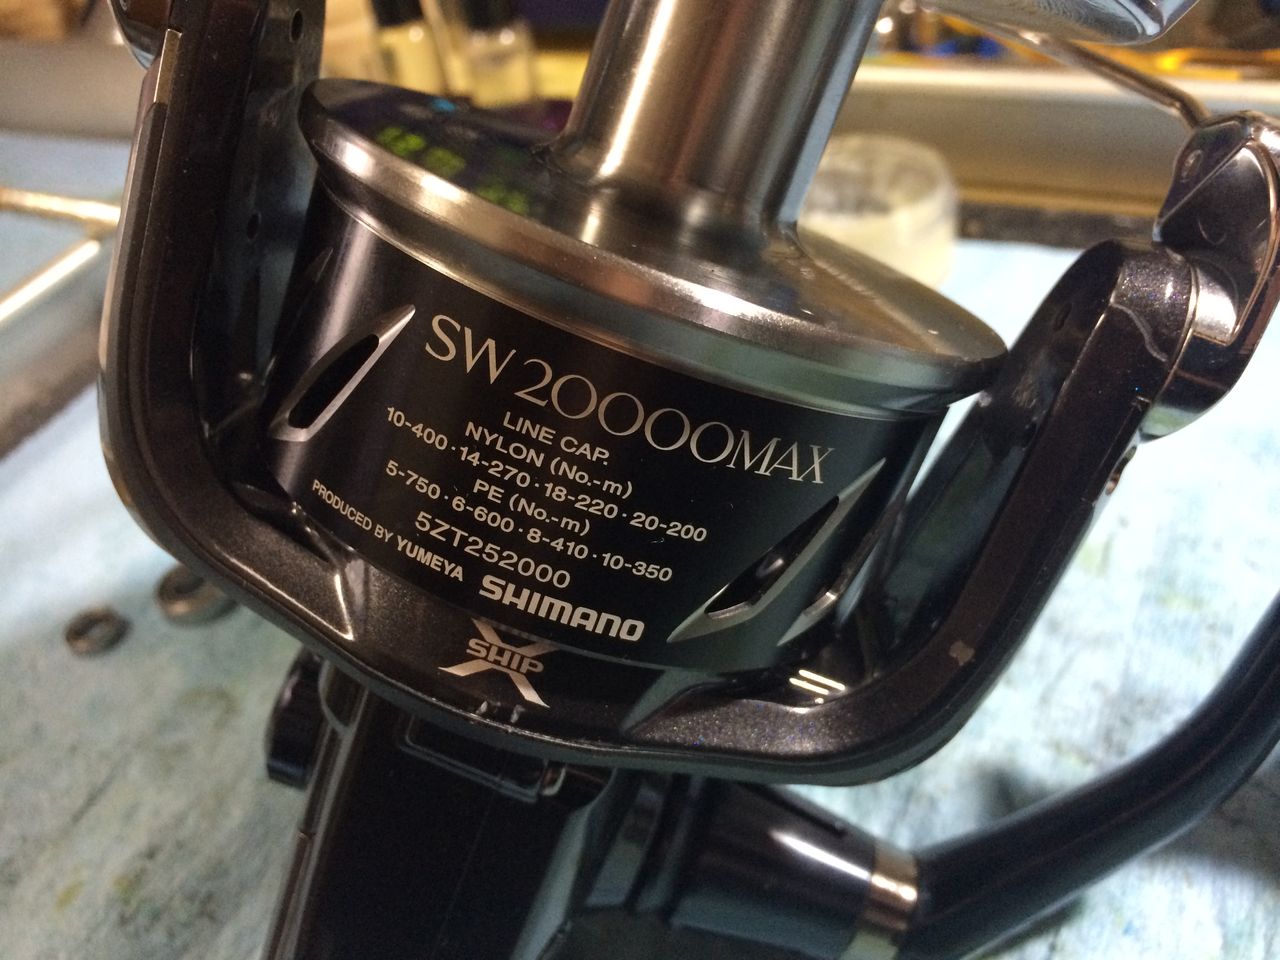 SW 20000MAX
LINE CAP.
NYLON (No.-m)
10-400 · 14-270 · 18-220 · 20-200
PE (No.-m)
5-750 · 6-600 · 8-410 · 10-350
5ZT252000
PRODUCED BY YUMEYA SHIMANO
X SHIP